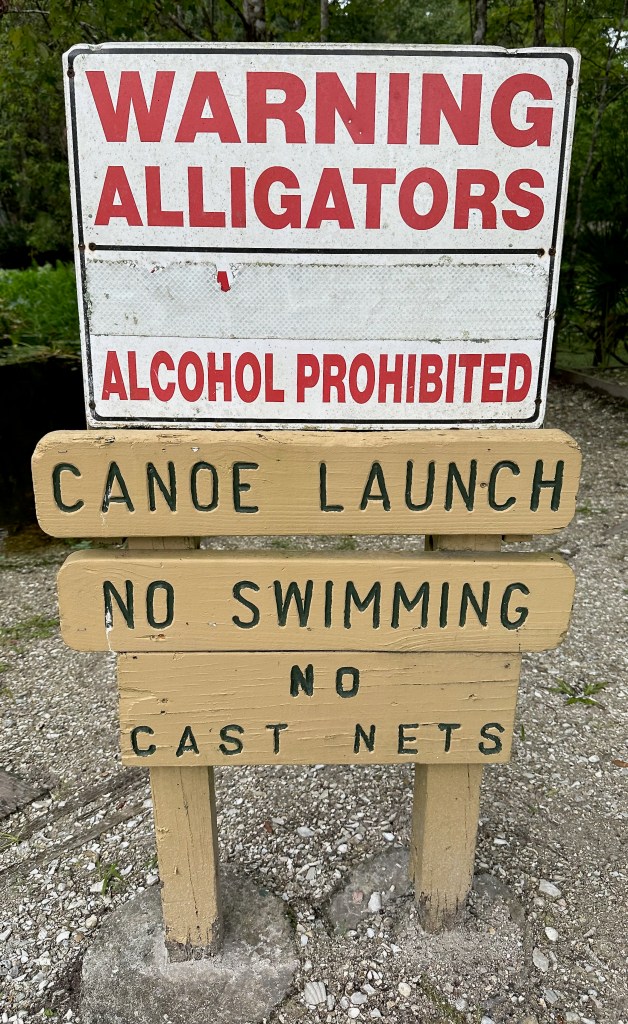 WARNING
ALLIGATORS
ALCOHOL PROHIBITED
CANOE LAUNCH
NO SWIMMING
NO
CAST NETS